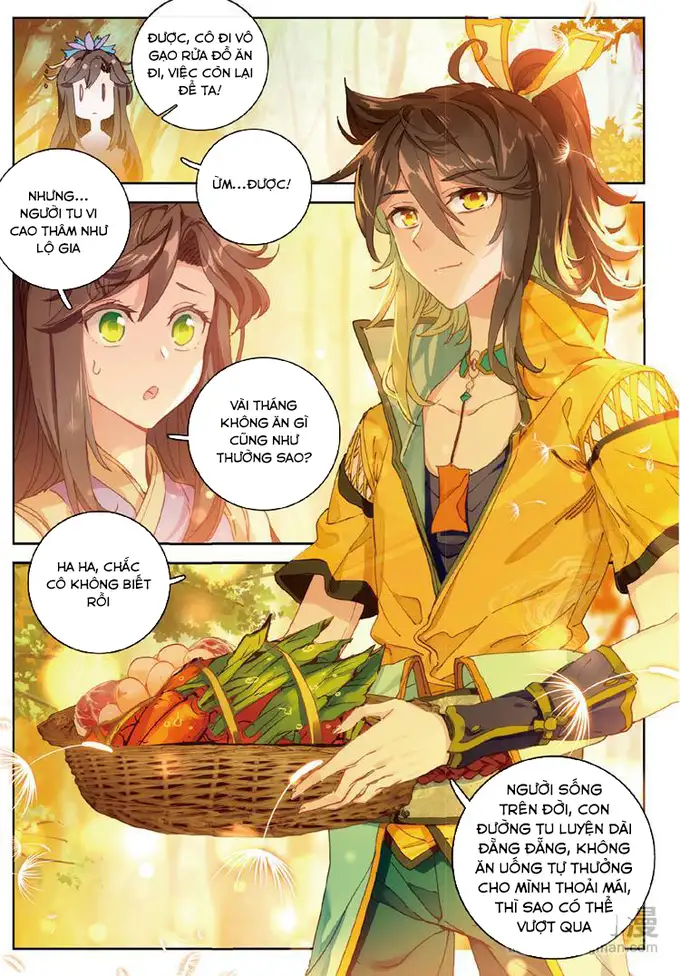 ĐƯỢC, CÔ ĐI VÔ
GẠO RỬA ĐỒ ĂN
ĐI, VIỆC CÒN LẠI
ĐỂ TA!
ỪM...ĐƯỢC!
NHƯNG...
NGƯỜI TU VI
CAO THÂM NHƯ
LỘ GIA
VÀI THÁNG
KHÔNG ĂN GÌ
CŨNG NHƯ
THƯỜNG SAO?
HA HA, CHẮC
CÔ KHÔNG BIẾT
RỒI
NGƯỜI SỐNG
TRÊN ĐỜI, CON
ĐƯỜNG TU LUYỆN DÀI
ĐẰNG ĐẴNG, KHÔNG
ĂN UỐNG TỰ THƯỞNG
CHO MÌNH THOẢI MÁI,
THÌ SAO CÓ THỂ
VƯỢT QUA
漫